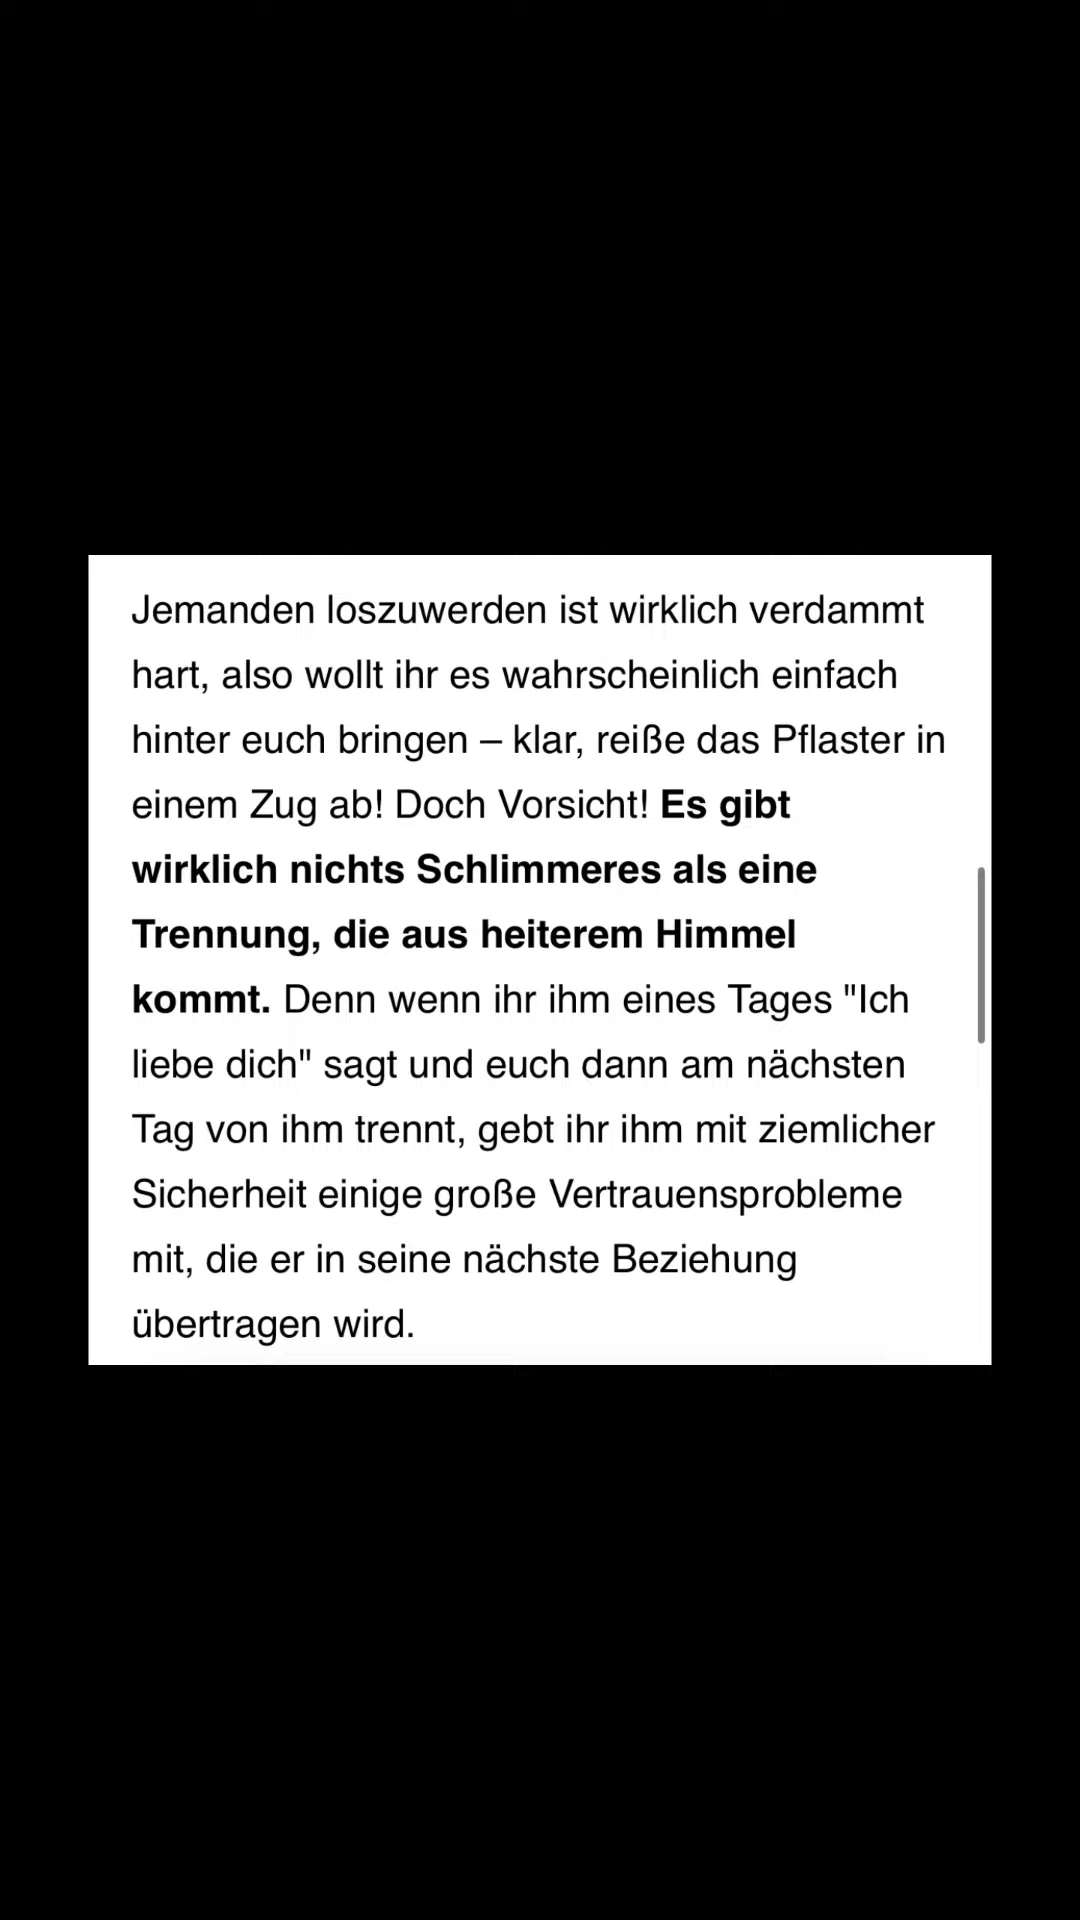 Jemanden loszuwerden ist wirklich verdammt
hart, also wollt ihr es wahrscheinlich einfach
hinter euch bringen – klar, reiße das Pflaster in
einem Zug ab! Doch Vorsicht! Es gibt
wirklich nichts Schlimmeres als eine
Trennung, die aus heiterem Himmel
kommt. Denn wenn ihr ihm eines Tages "Ich
liebe dich" sagt und euch dann am nächsten
Tag von ihm trennt, gebt ihr ihm mit ziemlicher
Sicherheit einige große Vertrauensprobleme
mit, die er in seine nächste Beziehung
übertragen wird.